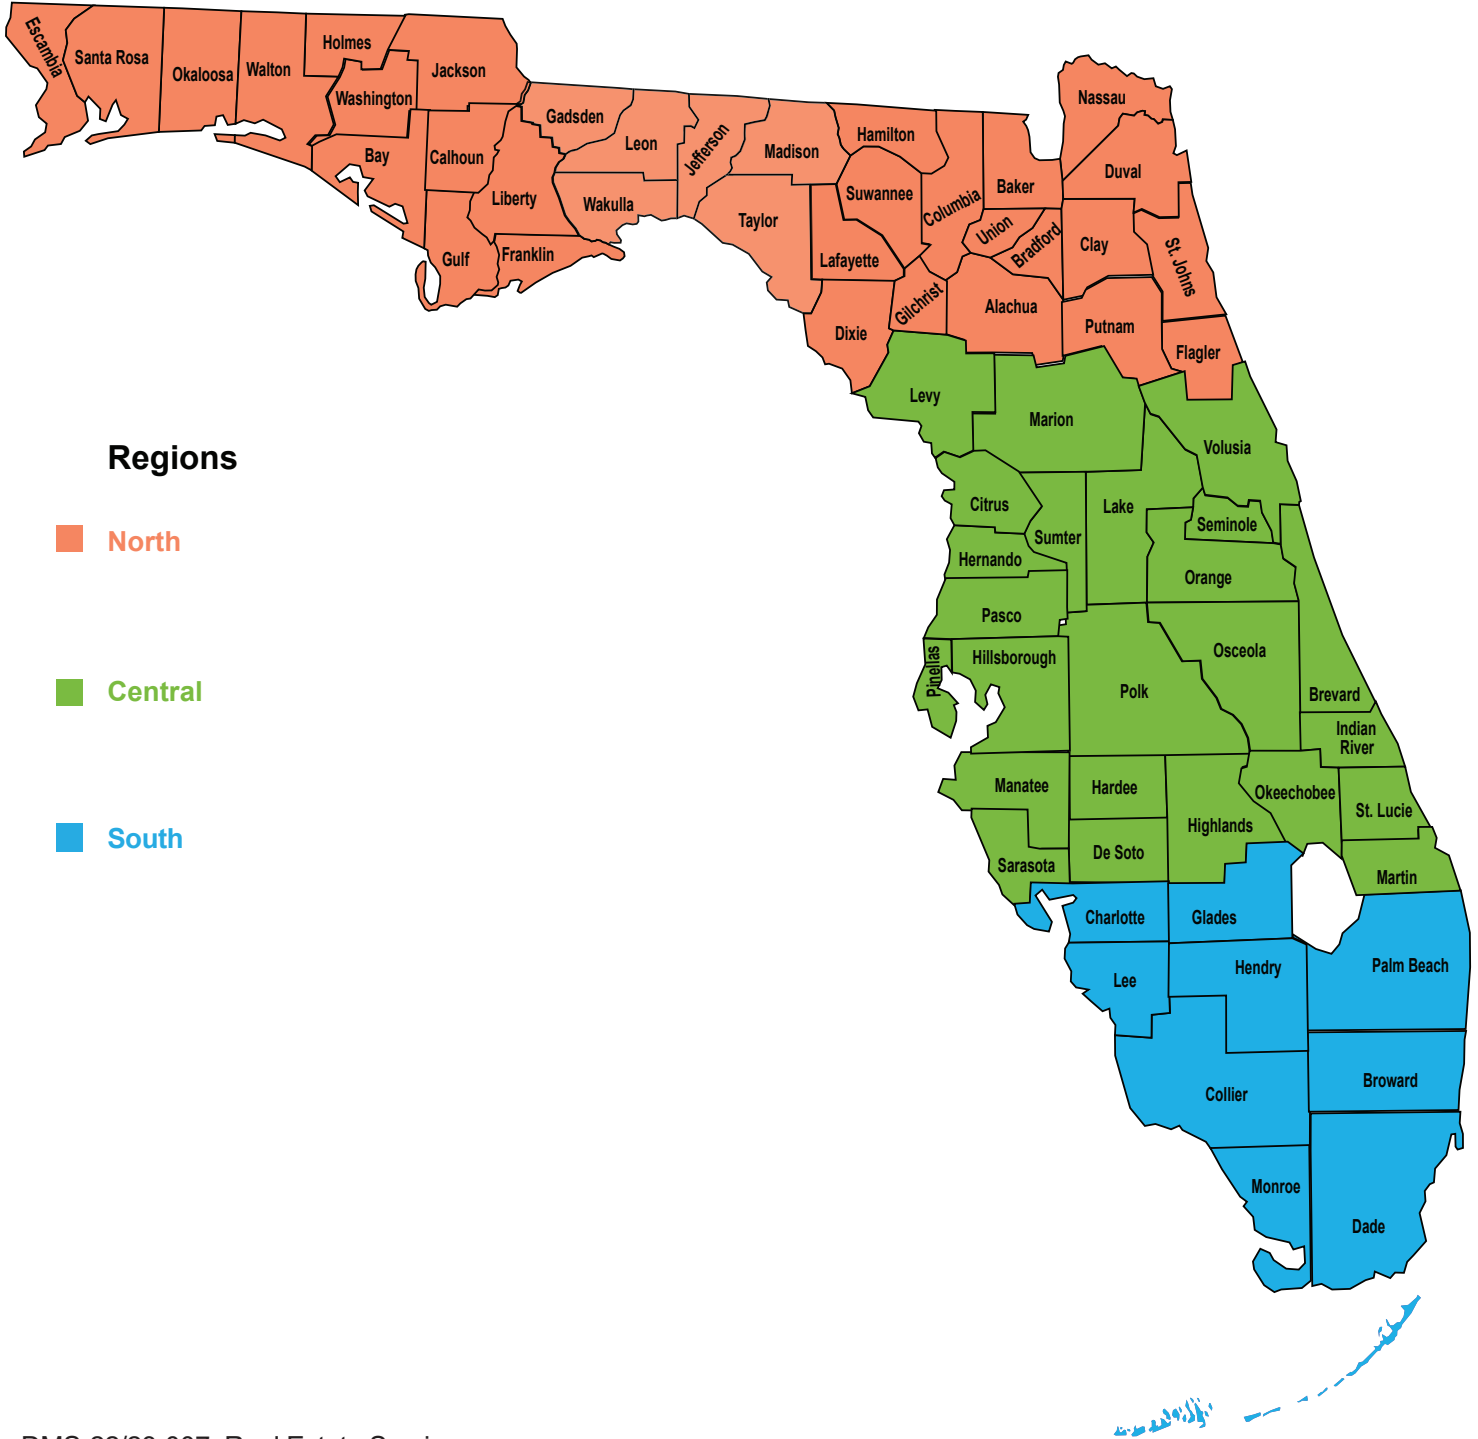 Escambia
Santa Rosa
Okaloosa
Walton
Holmes
Washington
Jackson
Bay
Calhoun
Gulf
Liberty
Franklin
Gadsden
Leon
Wakulla
Jefferson
Madison
Taylor
Hamilton
Suwannee
Lafayette
Dixie
Columbia
Gilchrist
Baker
Union
Bradford
Alachua
Nassau
Duval
Clay
St. Johns
Putnam
Flagler
Levy
Marion
Volusia
Citrus
Sumter
Lake
Seminole
Hernando
Orange
Pasco
Pinellas
Hillsborough
Polk
Osceola
Brevard
Indian
River
Manatee
Hardee
Highlands
Okeechobee
St. Lucie
Sarasota
De Soto
Martin
Charlotte
Glades
Lee
Hendry
Palm Beach
Collier
Broward
Monroe
Dade
Regions
North
Central
South